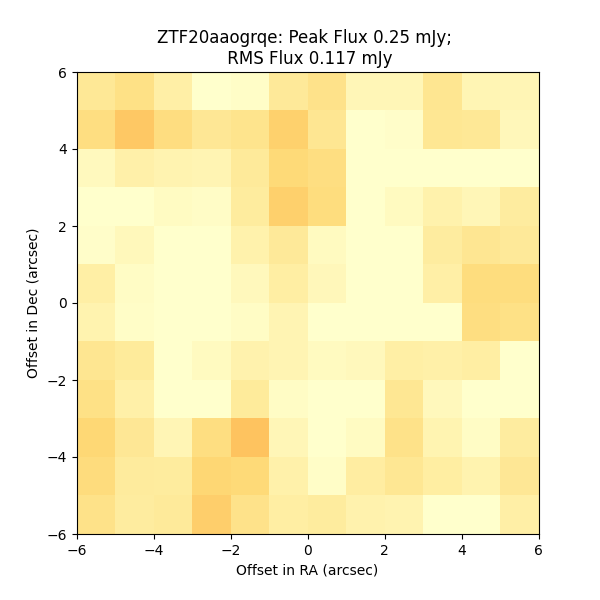 ZTF20aaogrqe: Peak Flux 0.25 mJy;
RMS Flux 0.117 mJy
6
4
2
0
−2
−4
−6
Offset in Dec (arcsec)
−6 −4 −2 0 2 4 6
Offset in RA (arcsec)